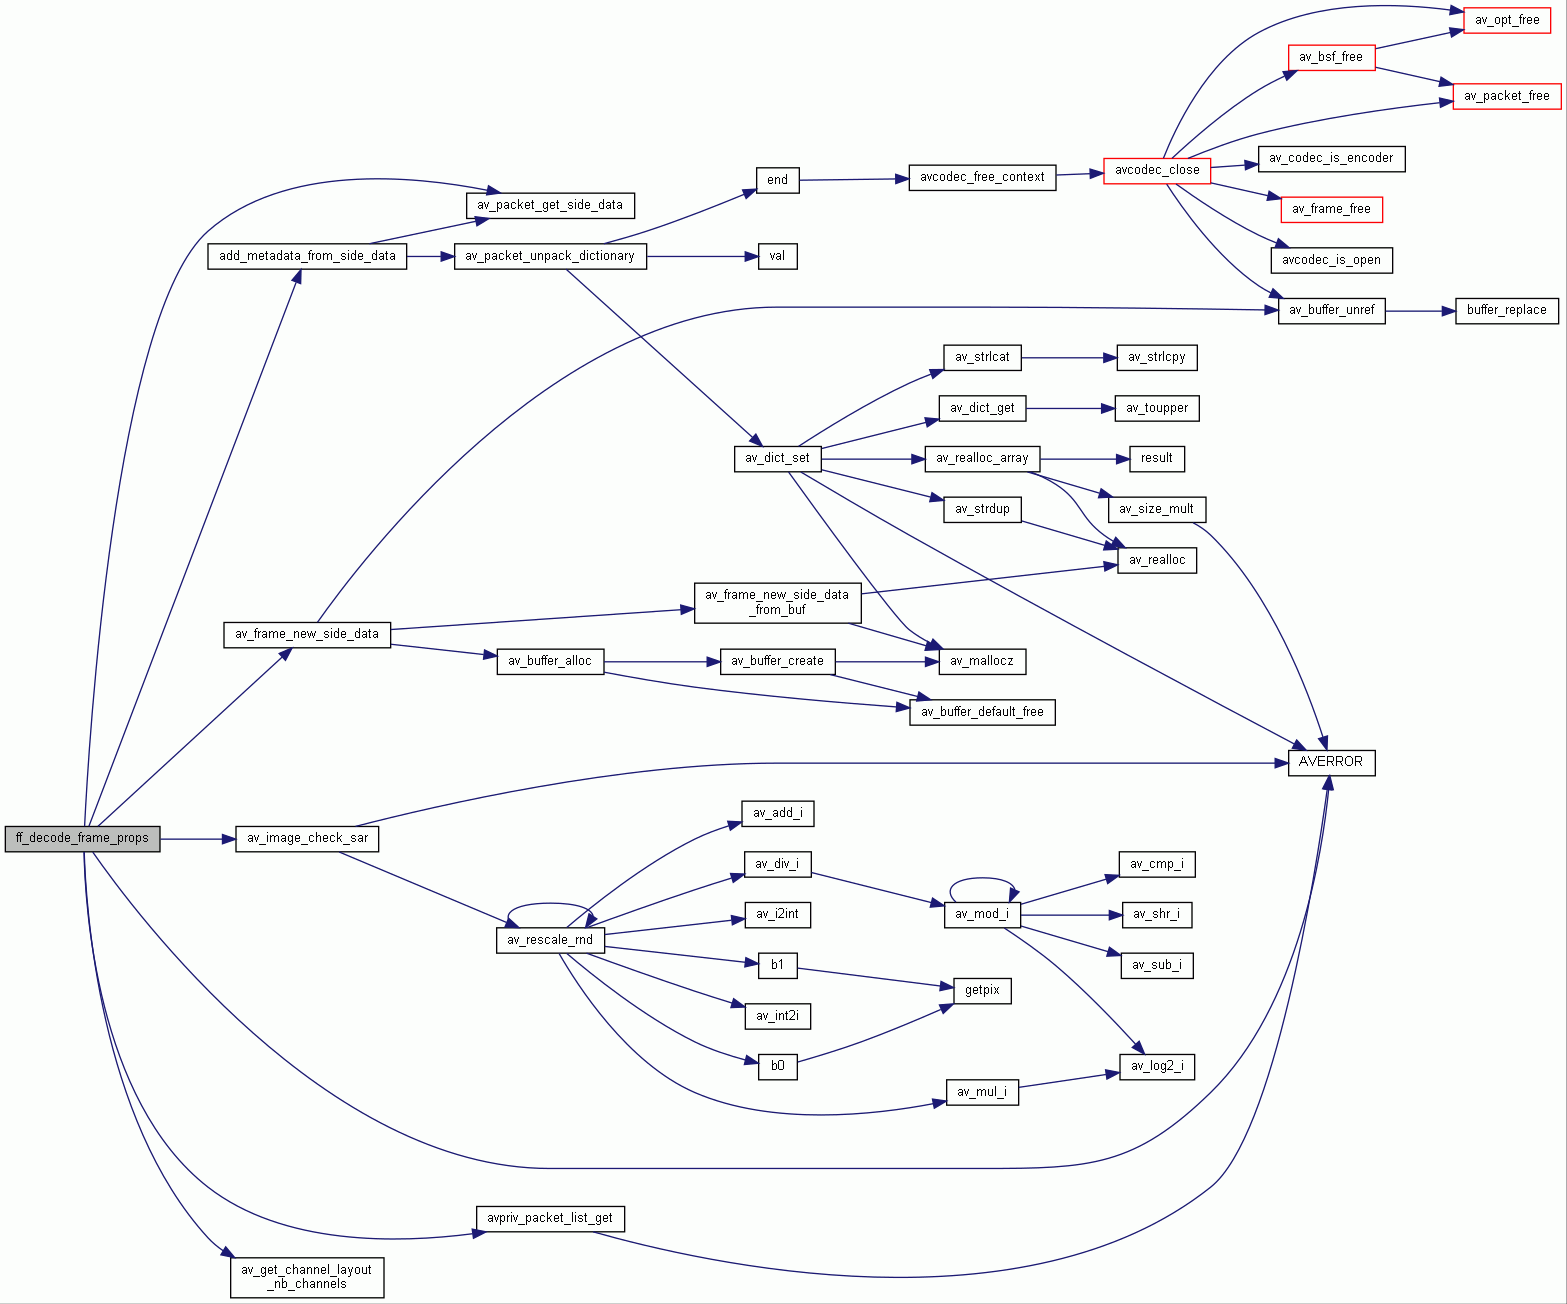 av_opt_free
av_bsf_free
av_packet_free
av_codec_is_encoder
avcodec_close
end
avcodec_free_context
av_packet_get_side_data
av_frame_free
add_metadata_from_side_data
av_packet_unpack_dictionary
val
avcodec_is_open
av_buffer_unref
buffer_replace
av_strlcat
av_strlcpy
av_dict_get
av_toupper
av_dict_set
av_realloc_array
result
av_strdup
av_size_mult
av_realloc
av_frame_new_side_data
_from_buf
av_frame_new_side_data
av_buffer_alloc
av_buffer_create
av_mallocz
av_buffer_default_free
AVERROR
av_add_i
ff_decode_frame_props
av_image_check_sar
av_div_i
av_cmp_i
av_i2int
av_mod_i
av_shr_i
av_rescale_rnd
b1
av_sub_i
getpix
av_int2i
b0
av_log2_i
av_mul_i
avpriv_packet_list_get
av_get_channel_layout
_nb_channels